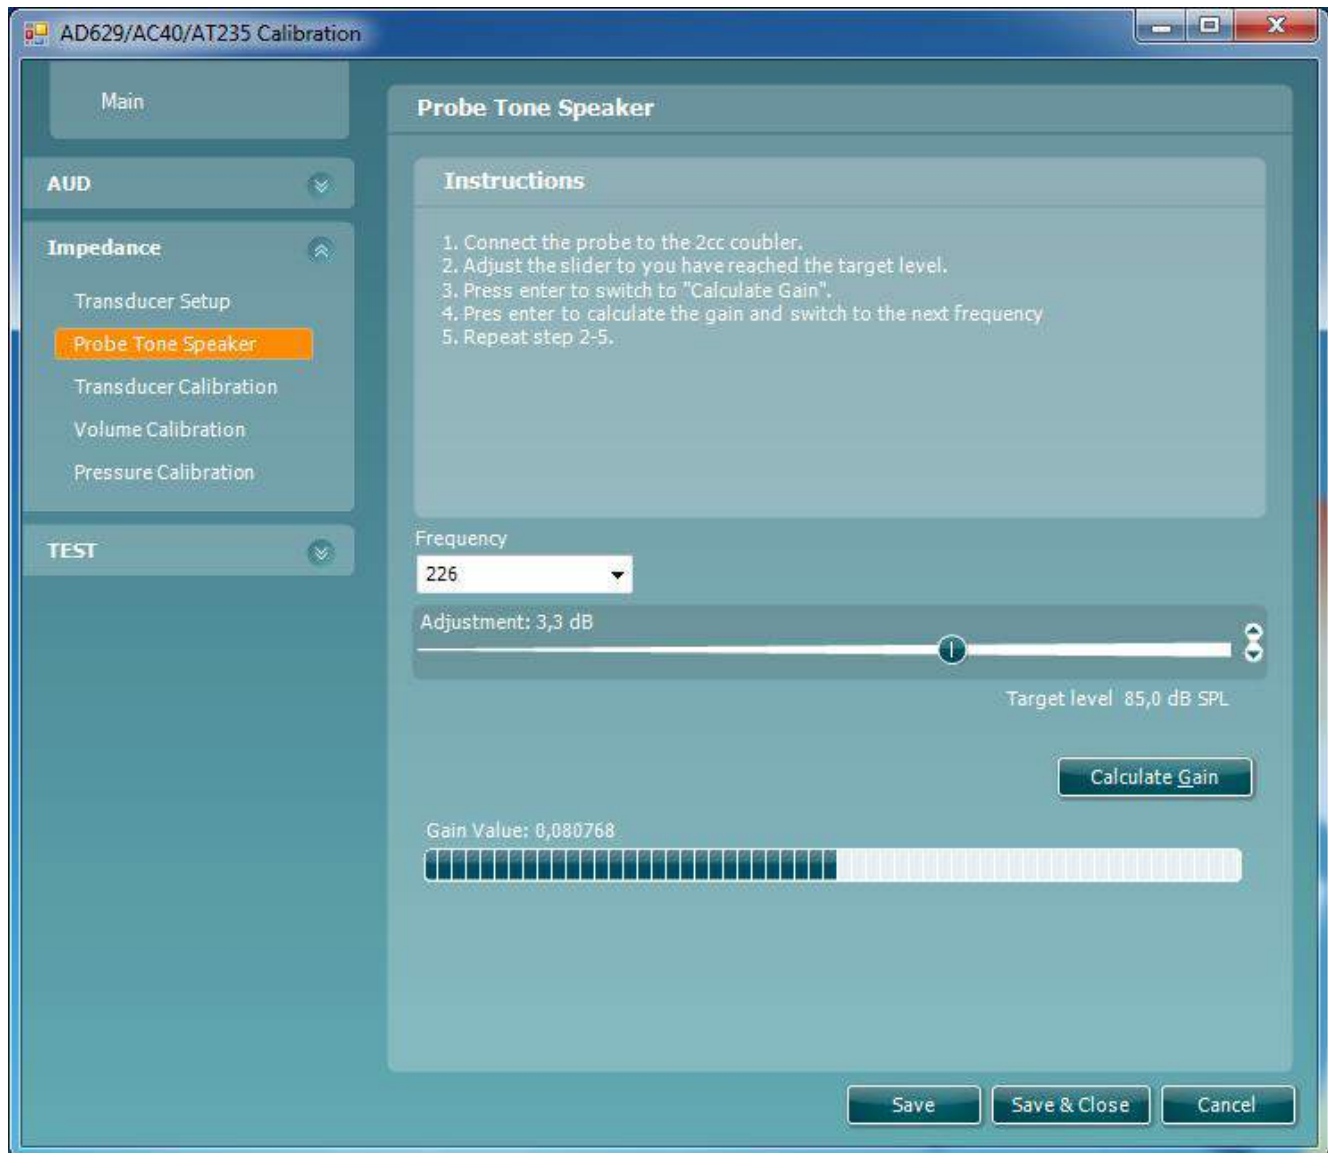 AD629/AC40/AT235 Calibration
Main
AUD
Impedance
Transducer Setup
Probe Tone Speaker
Transducer Calibration
Volume Calibration
Pressure Calibration
TEST
Probe Tone Speaker
Instructions
1. Connect the probe to the 2cc coubler.
2. Adjust the slider to you have reached the target level.
3. Press enter to switch to "Calculate Gain".
4. Pres enter to calculate the gain and switch to the next frequency
5. Repeat step 2-5.
Frequency
226
Adjustment: 3,3 dB
Target level 85,0 dB SPL
Calculate Gain
Gain Value: 0,080768
Save
Save & Close
Cancel